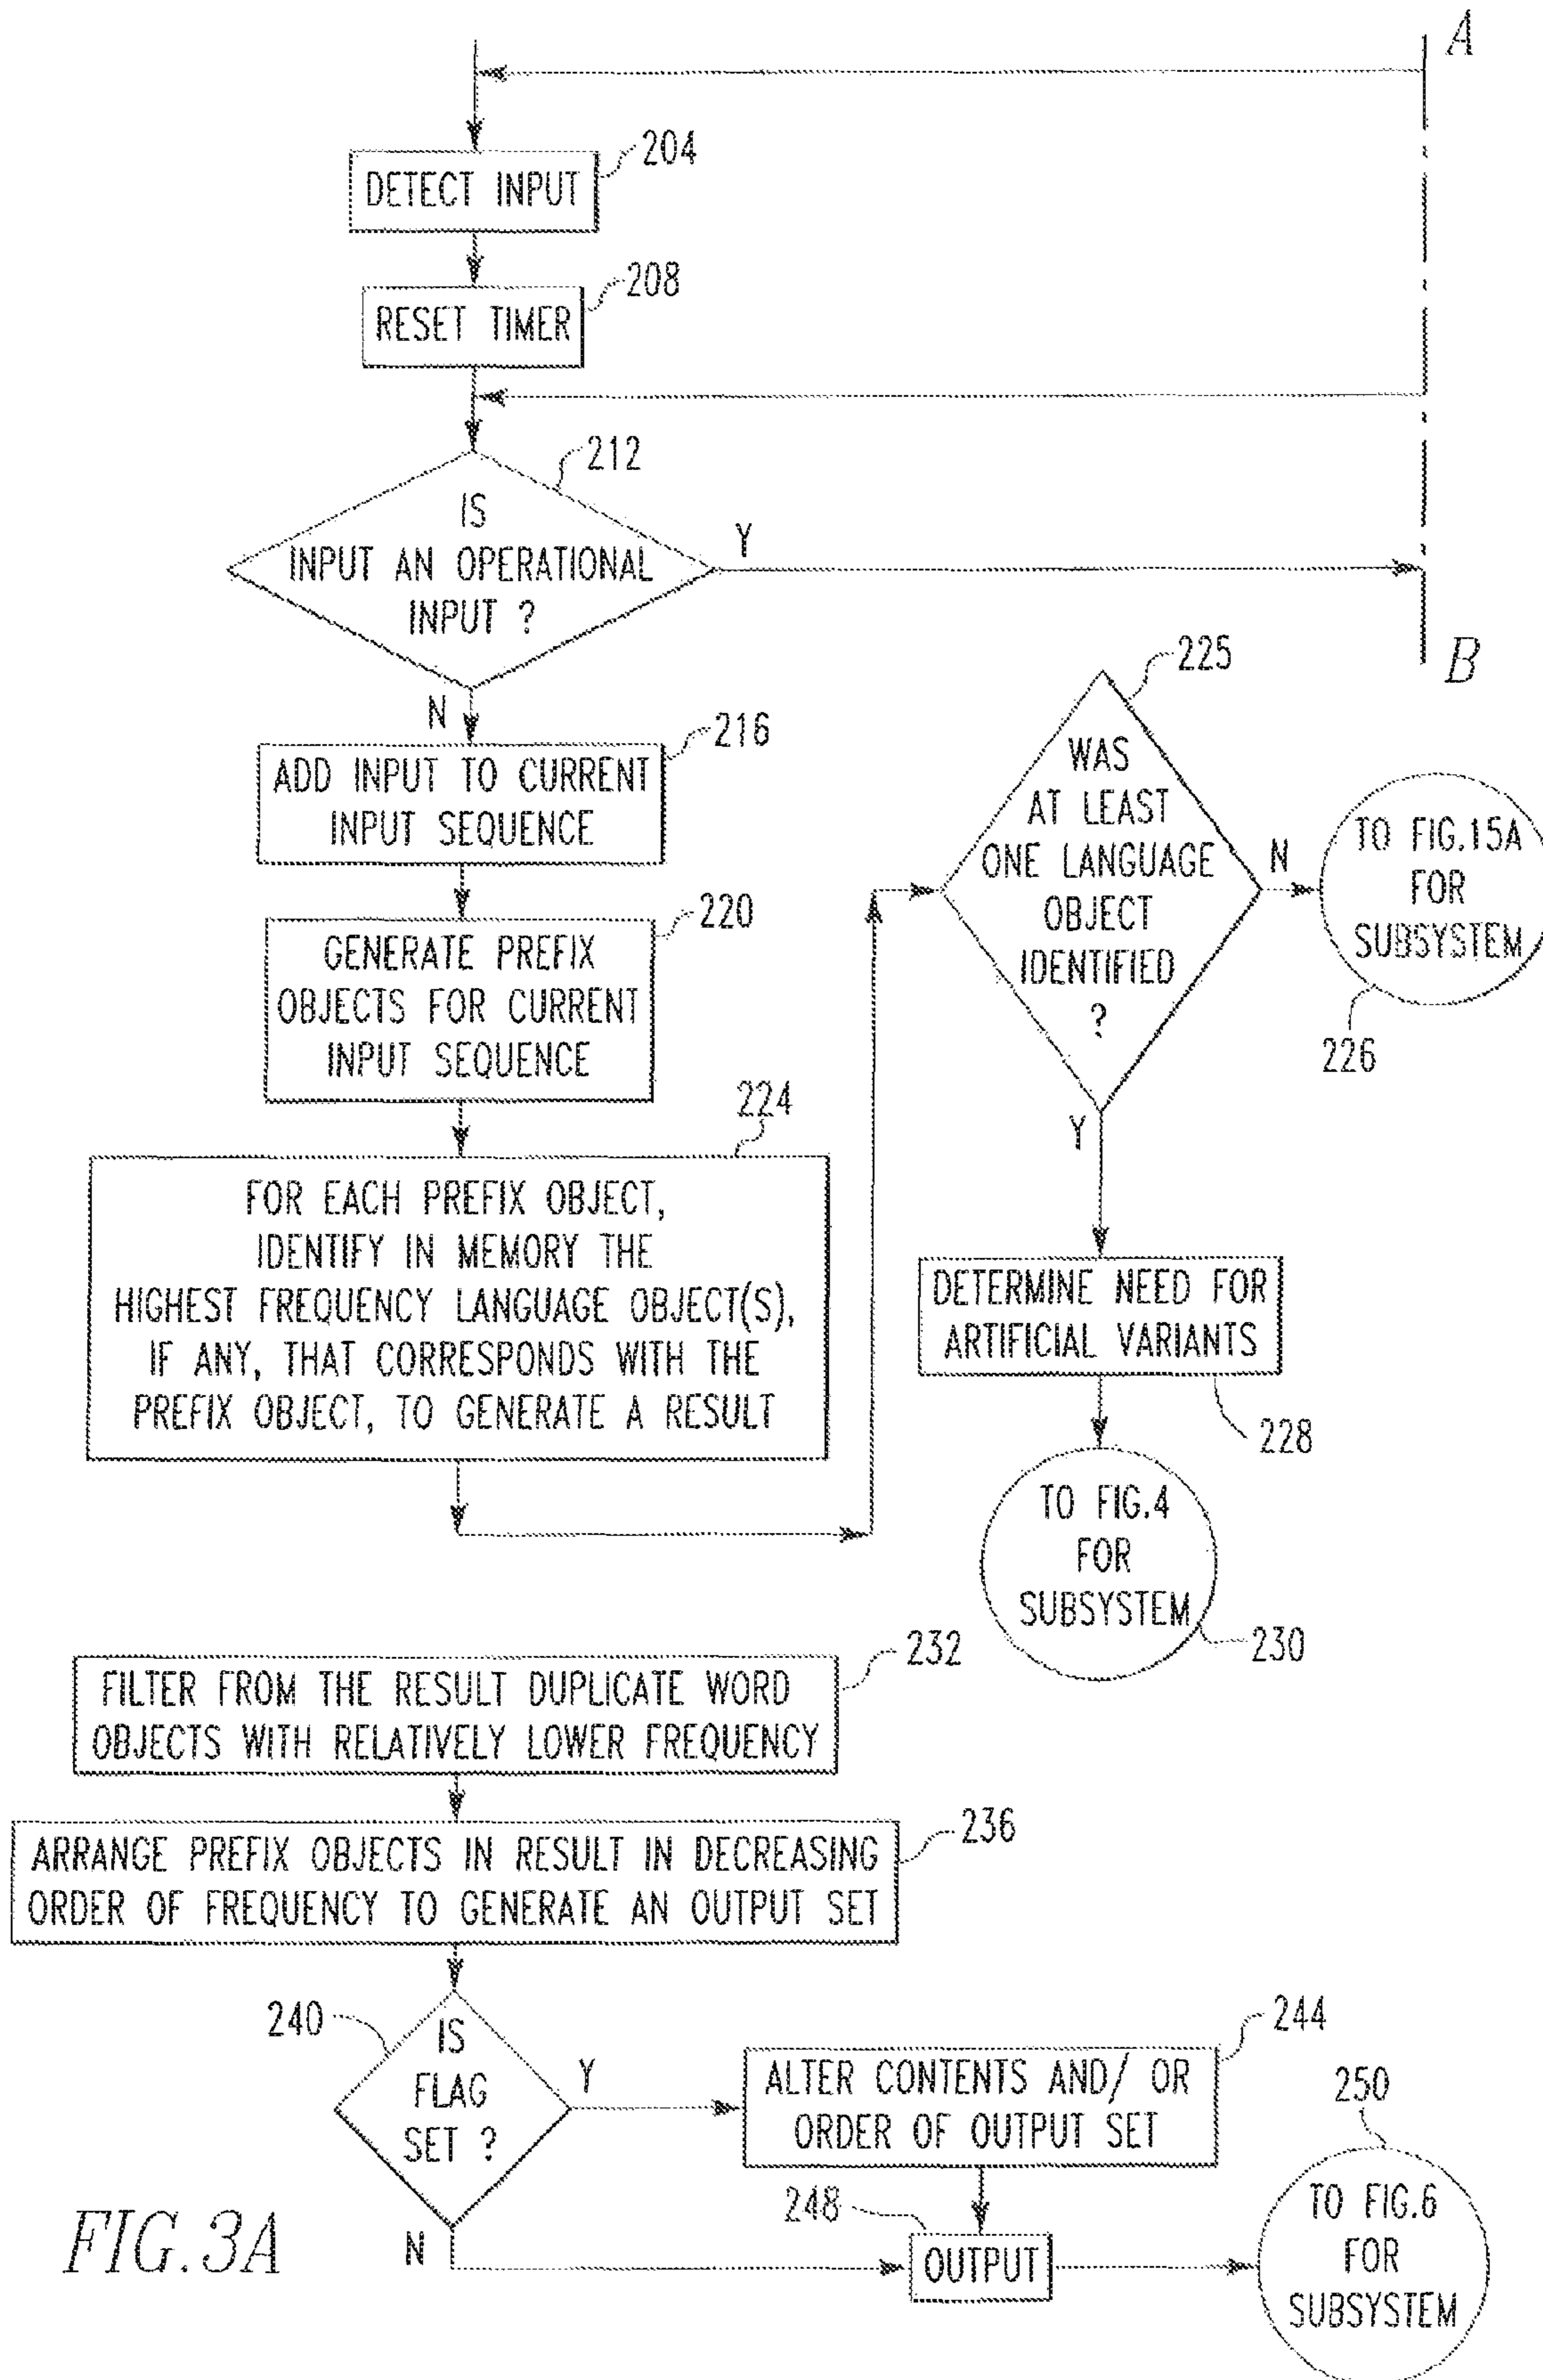 A
204
DETECT INPUT
208
RESET TIMER
212
IS
INPUT AN OPERATIONAL
INPUT ?
Y
N
B
216
ADD INPUT TO CURRENT
INPUT SEQUENCE
220
GENERATE PREFIX
OBJECTS FOR CURRENT
INPUT SEQUENCE
224
FOR EACH PREFIX OBJECT,
IDENTIFY IN MEMORY THE
HIGHEST FREQUENCY LANGUAGE OBJECT(S),
IF ANY, THAT CORRESPONDS WITH THE
PREFIX OBJECT, TO GENERATE A RESULT
225
WAS
AT LEAST
ONE LANGUAGE
OBJECT
IDENTIFIED
?
N
TO FIG.15A
FOR
SUBSYSTEM
226
Y
DETERMINE NEED FOR
ARTIFICIAL VARIANTS
228
TO FIG.4
FOR
SUBSYSTEM
230
232
FILTER FROM THE RESULT DUPLICATE WORD
OBJECTS WITH RELATIVELY LOWER FREQUENCY
236
ARRANGE PREFIX OBJECTS IN RESULT IN DECREASING
ORDER OF FREQUENCY TO GENERATE AN OUTPUT SET
240
IS
FLAG
SET ?
Y
N
244
ALTER CONTENTS AND/ OR
ORDER OF OUTPUT SET
248
OUTPUT
250
TO FIG.6
FOR
SUBSYSTEM
FIG.3A